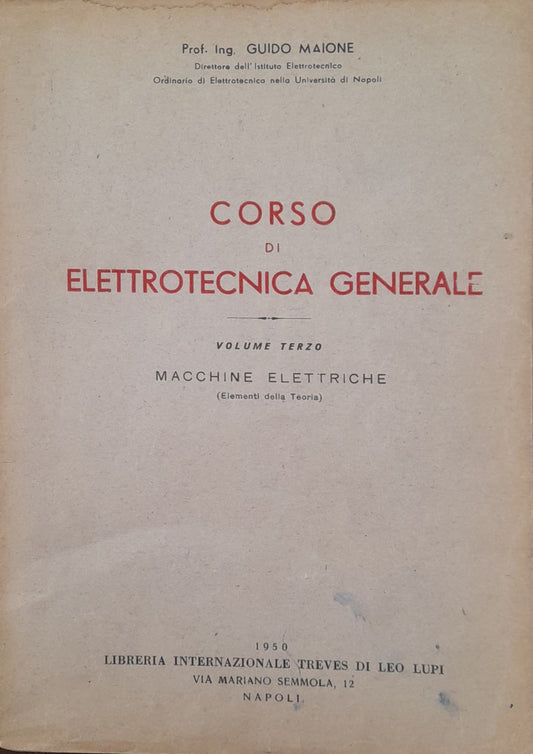 Prof. Ing. GUIDO MAIONE
Direttore dell'Istituto Elettrotecnico
Ordinario di Elettrotecnica nella Università di Napoli
CORSO
DI
ELETTROTECNICA GENERALE
VOLUME TERZO
MACCHINE ELETTRICHE
(Elementi della Teoria)
1950
LIBRERIA INTERNAZIONALE TREVES DI LEO LUPI
VIA MARIANO SEMMOLA, 12
NAPOLI